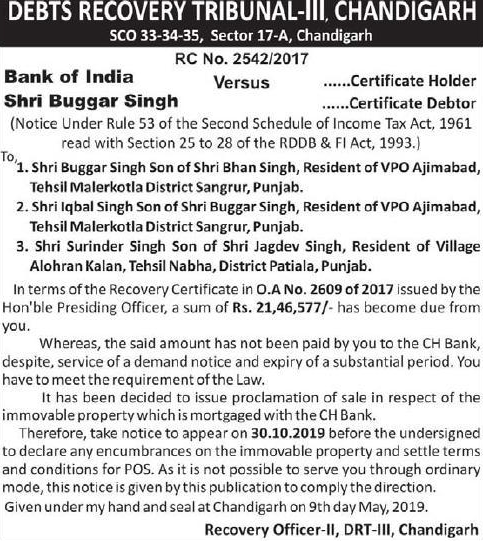 DEBTS RECOVERY TRIBUNAL-III, CHANDIGARH
SCO 33-34-35, Sector 17-A, Chandigarh
RC No. 2542/2017
Bank of India Versus ......Certificate Holder
Shri Buggar Singh ......Certificate Debtor
(Notice Under Rule 53 of the Second Schedule of Income Tax Act, 1961
read with Section 25 to 28 of the RDDB & FI Act, 1993.)
To,
1. Shri Buggar Singh Son of Shri Bhan Singh, Resident of VPO Ajimabad,
Tehsil Malerkotla District Sangrur, Punjab.
2. Shri Iqbal Singh Son of Shri Buggar Singh, Resident of VPO Ajimabad,
Tehsil Malerkotla District Sangrur, Punjab.
3. Shri Surinder Singh Son of Shri Jagdev Singh, Resident of Village
Alohran Kalan, Tehsil Nabha, District Patiala, Punjab.
In terms of the Recovery Certificate in O.A No. 2609 of 2017 issued by the
Hon'ble Presiding Officer, a sum of Rs. 21,46,577/- has become due from
you.
Whereas, the said amount has not been paid by you to the CH Bank,
despite, service of a demand notice and expiry of a substantial period. You
have to meet the requirement of the Law.
It has been decided to issue proclamation of sale in respect of the
immovable property which is mortgaged with the CH Bank.
Therefore, take notice to appear on 30.10.2019 before the undersigned
to declare any encumbrances on the immovable property and settle terms
and conditions for POS. As it is not possible to serve you through ordinary
mode, this notice is given by this publication to comply the direction.
Given under my hand and seal at Chandigarh on 9th day May, 2019.
Recovery Officer-II, DRT-III, Chandigarh